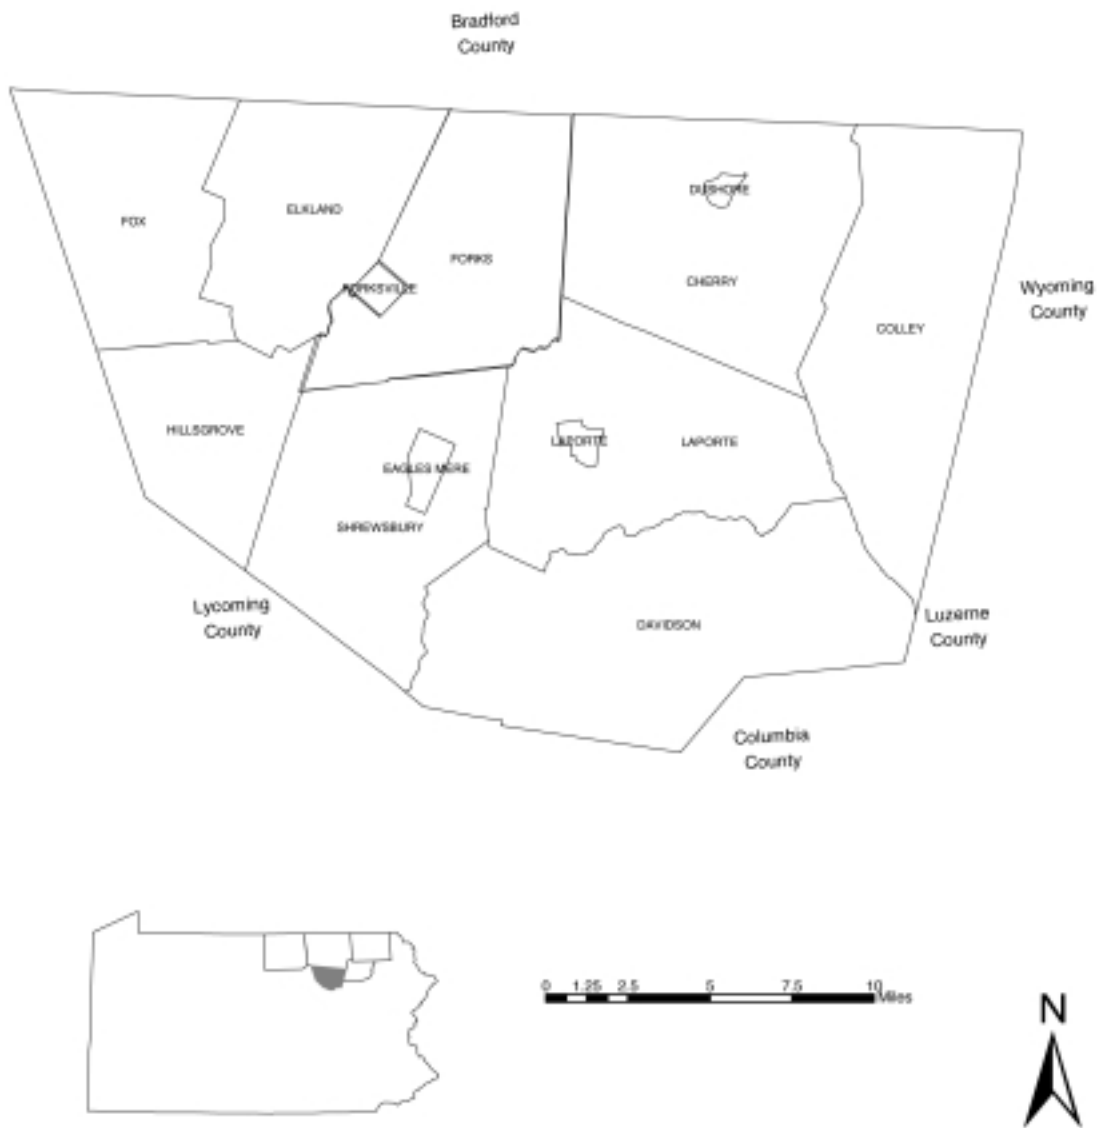 Bradford
County
FOX
ELKLAND
FORKSVILLE
FORKS
DUSHORE
CHERRY
COLLEY
Wyoming
County
HILLSGROVE
EAGLES MERE
SHREWSBURY
LAPORTE
LAPORTE
Lycoming
County
DAVIDSON
Luzerne
County
Columbia
County
0 1.25 2.5 5 7.5 10
Miles
N